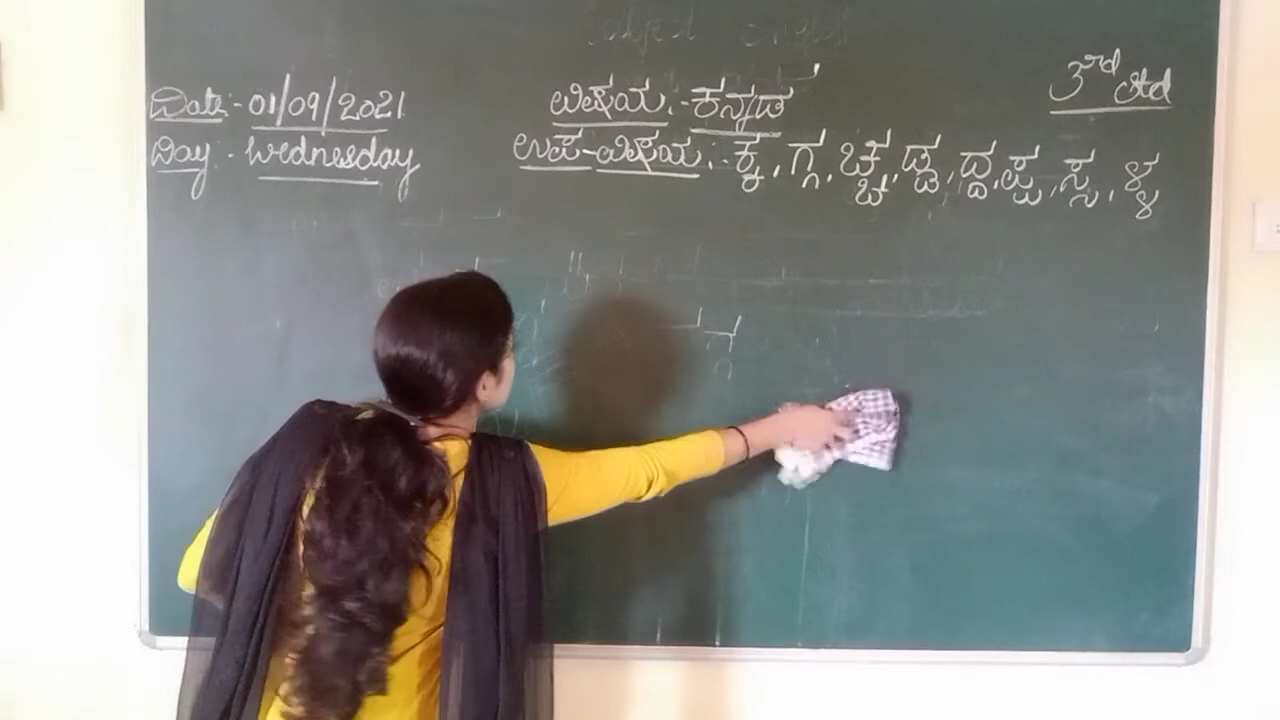 Date:- 01/09/2021
Day:- Wednesday
ವಿಷಯ:- ಕನ್ನಡ
ಉಪ-ವಿಷಯ:- ಕ್ಕ, ಗ್ಗ, ಚ್ಚ, ಡ್ಡ, ದ್ದ, ಪ್ಪ, ಸ್ಸ, ಳ್ಳ
3rd Std